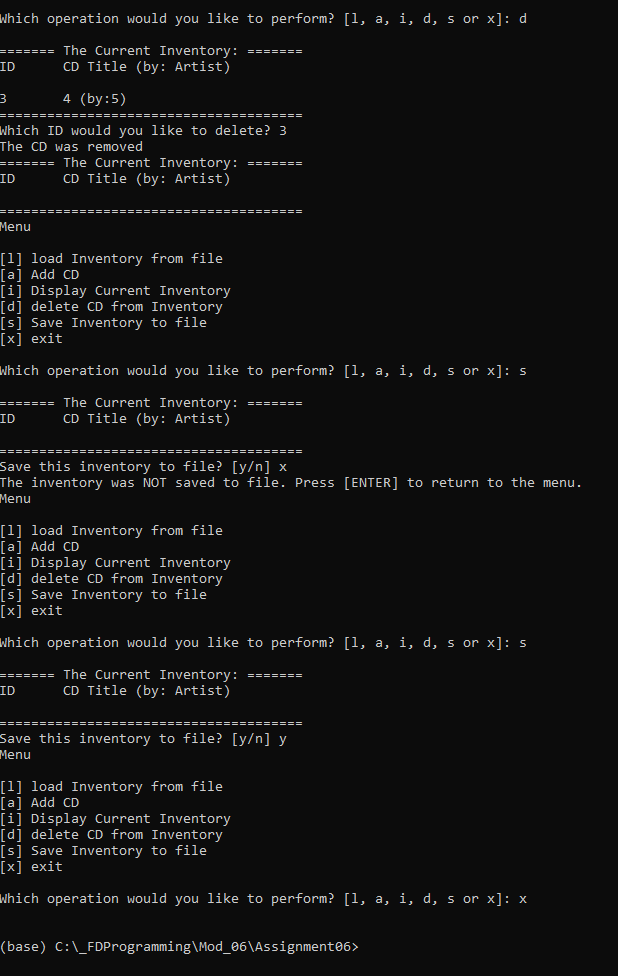 Which operation would you like to perform? [l, a, i, d, s or x]: d
======= The Current Inventory: =======
ID      CD Title (by: Artist)
3       4 (by:5)
======================================
Which ID would you like to delete? 3
The CD was removed
======= The Current Inventory: =======
ID      CD Title (by: Artist)
======================================
Menu
[l] load Inventory from file
[a] Add CD
[i] Display Current Inventory
[d] delete CD from Inventory
[s] Save Inventory to file
[x] exit
Which operation would you like to perform? [l, a, i, d, s or x]: s
======= The Current Inventory: =======
ID      CD Title (by: Artist)
======================================
Save this inventory to file? [y/n] x
The inventory was NOT saved to file. Press [ENTER] to return to the menu.
Menu
[l] load Inventory from file
[a] Add CD
[i] Display Current Inventory
[d] delete CD from Inventory
[s] Save Inventory to file
[x] exit
Which operation would you like to perform? [l, a, i, d, s or x]: s
======= The Current Inventory: =======
ID      CD Title (by: Artist)
======================================
Save this inventory to file? [y/n] y
Menu
[l] load Inventory from file
[a] Add CD
[i] Display Current Inventory
[d] delete CD from Inventory
[s] Save Inventory to file
[x] exit
Which operation would you like to perform? [l, a, i, d, s or x]: x
(base) C:\_FDProgramming\Mod_06\Assignment06>